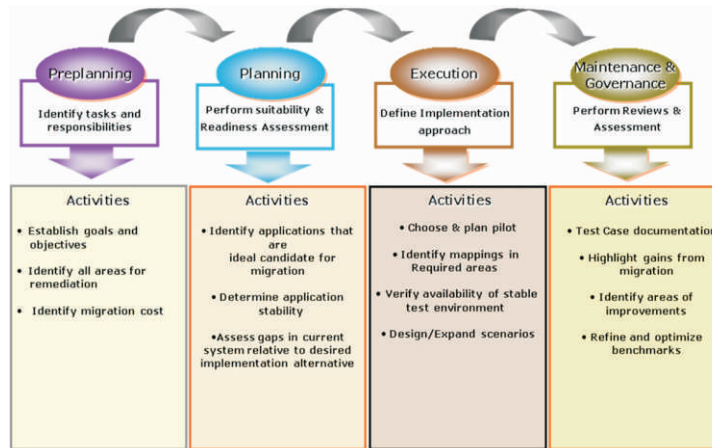 Preplanning
Identify tasks and
responsibilities
Activities
• Establish goals and
objectives
• Identify all areas for
remediation
• Identify migration cost
Planning
Perform suitability &
Readiness Assessment
Activities
•Identify applications that
are
ideal candidate for
migration
• Determine application
stability
•Assess gaps in current
system relative to desired
implementation alternative
Execution
Define Implementation
approach
Activities
• Choose & plan pilot
• Identify mappings in
Required areas
• Verify availability of stable
test environment
• Design/Expand scenarios
Maintenance &
Governance
Perform Reviews &
Assessment
Activities
•Test Case documentation
• Highlight gains from
migration
• Identify areas of
improvements
• Refine and optimize
benchmarks